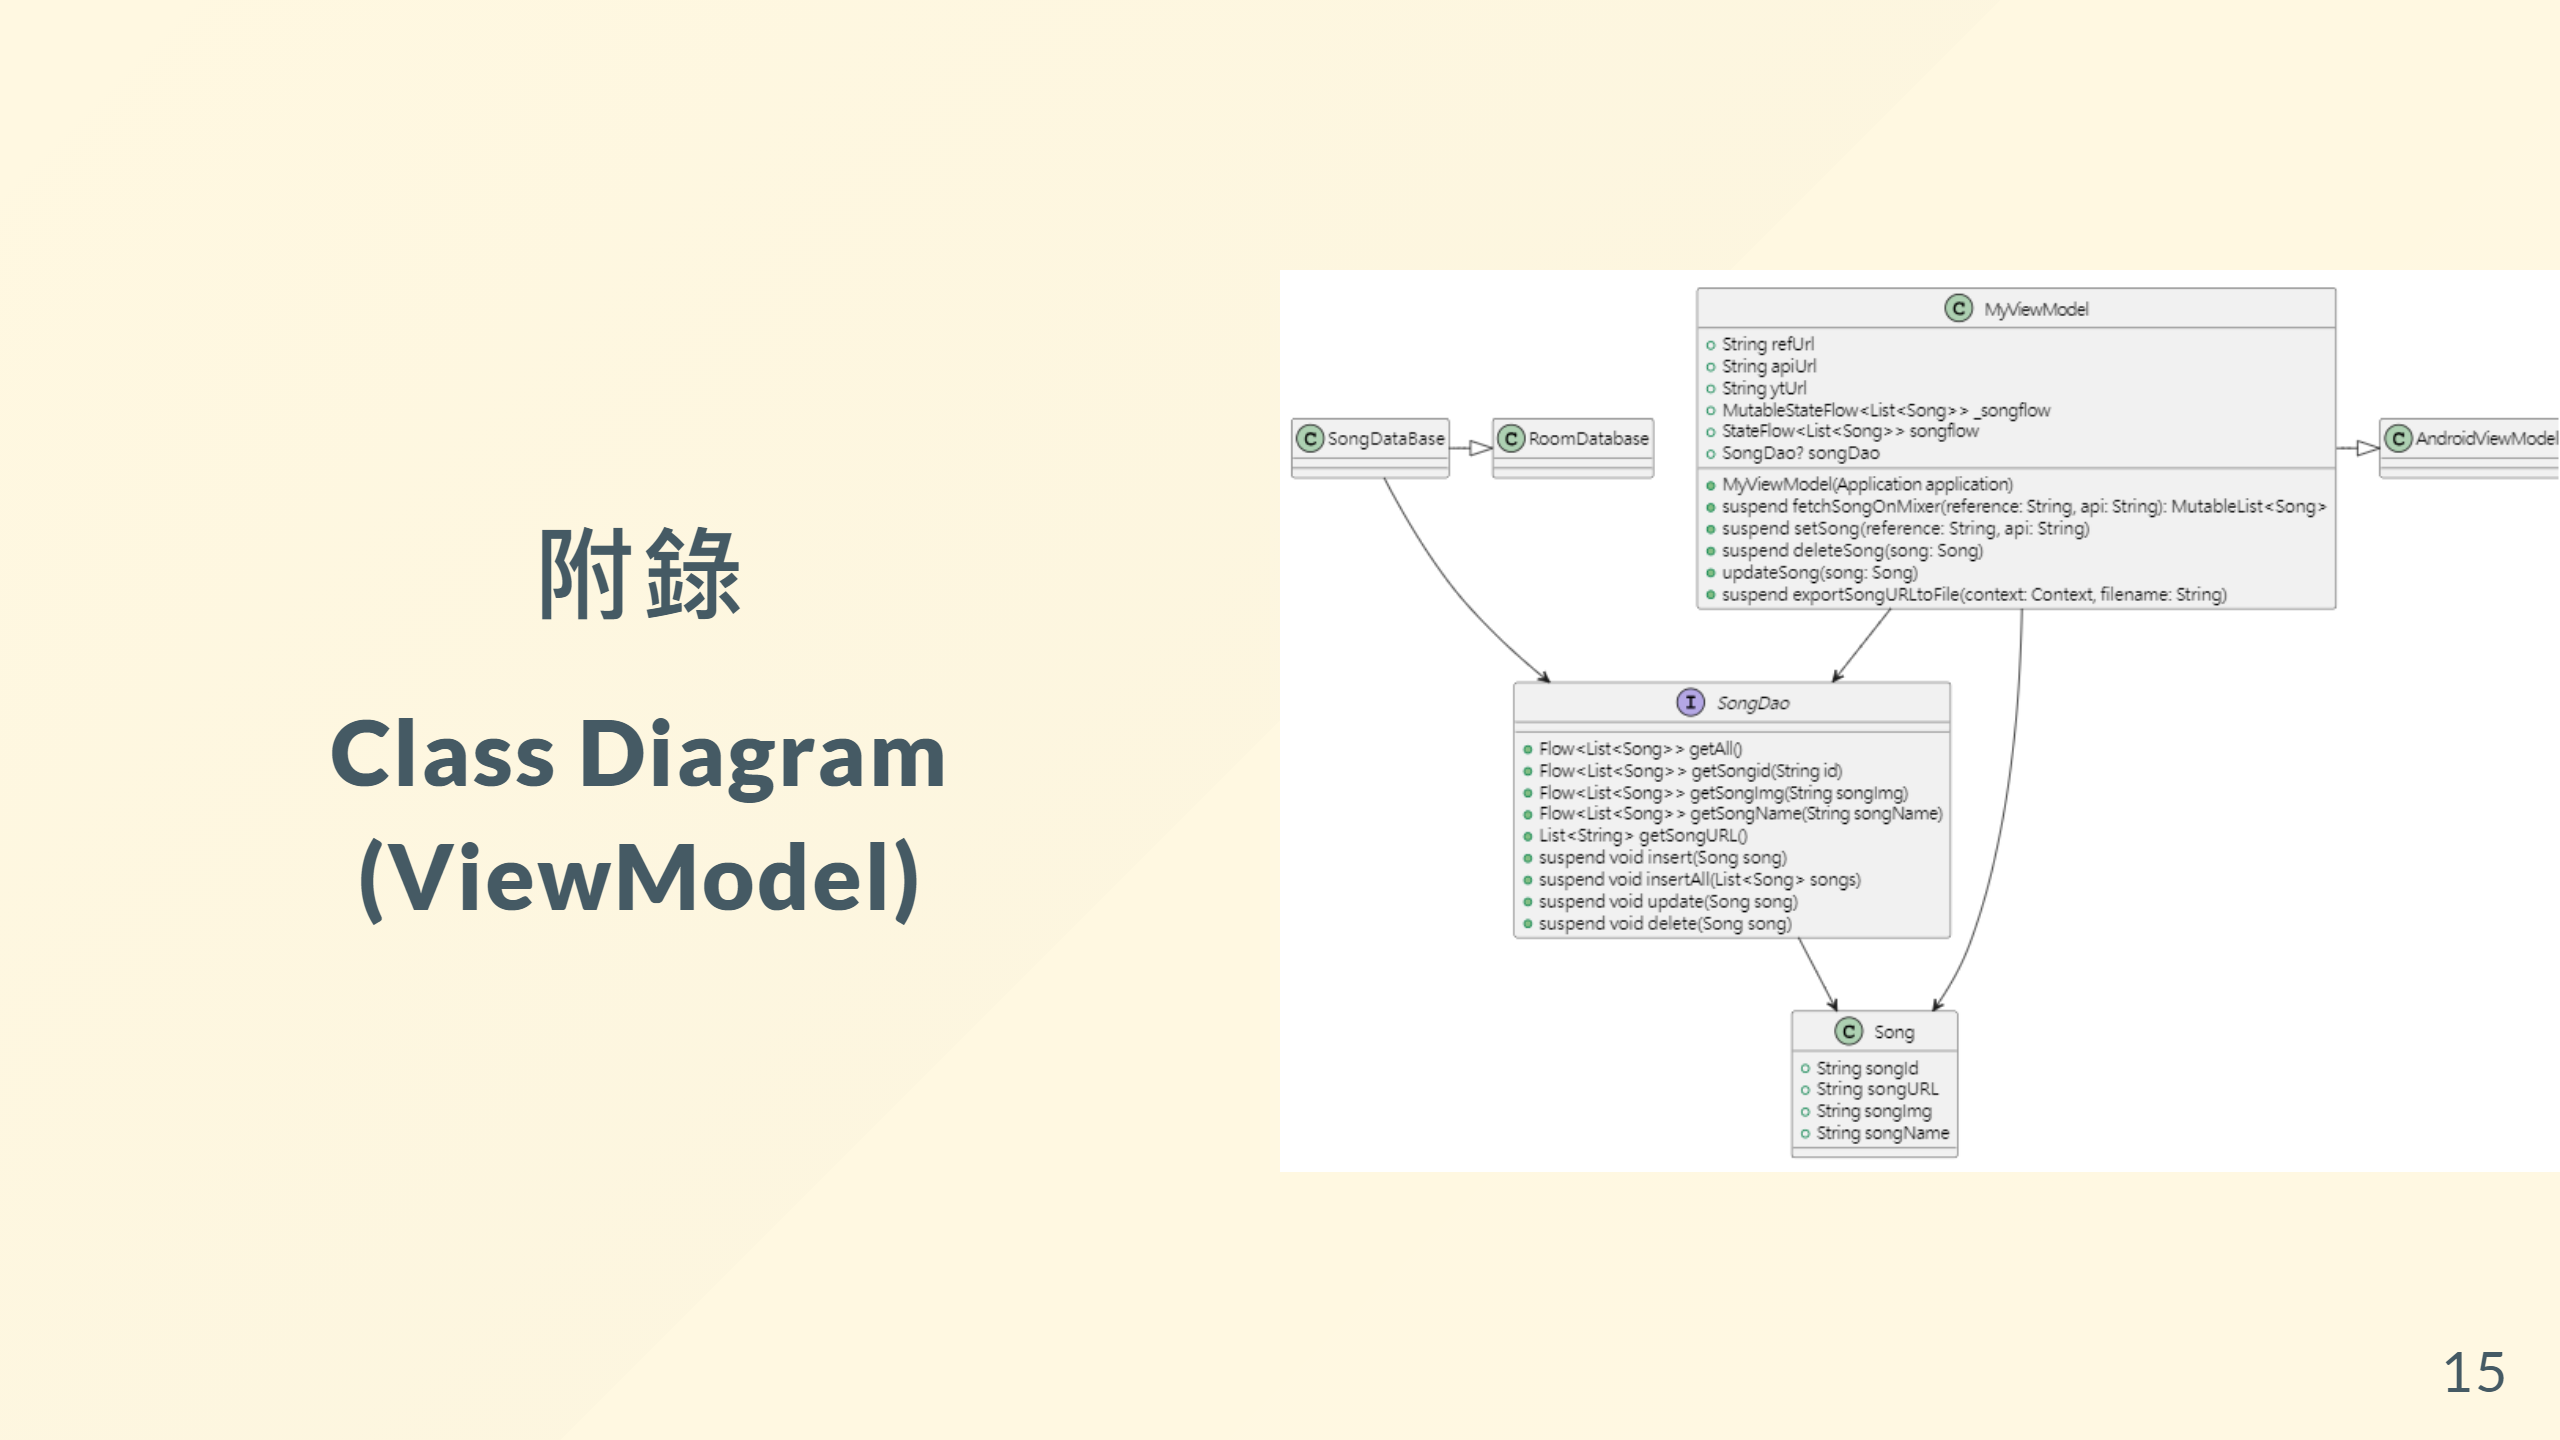 附錄
Class Diagram
(ViewModel)
C SongDataBase
C RoomDatabase
C MyViewModel
String refUrl
String apiUrl
String ytUrl
MutableStateFlow<List<Song>> _songflow
StateFlow<List<Song>> songflow
SongDao? songDao
MyViewModel(Application application)
suspend fetchSongOnMixer(reference: String, api: String): MutableList<Song>
suspend setSong(reference: String, api: String)
suspend deleteSong(song: Song)
updateSong(song: Song)
suspend exportSongURLtoFile(context: Context, filename: String)
C AndroidViewModel
I SongDao
Flow<List<Song>> getAll()
Flow<List<Song>> getSongid(String id)
Flow<List<Song>> getSongImg(String songImg)
Flow<List<Song>> getSongName(String songName)
List<String> getSongURL()
suspend void insert(Song song)
suspend void insertAll(List<Song> songs)
suspend void update(Song song)
suspend void delete(Song song)
C Song
String songId
String songURL
String songImg
String songName
15